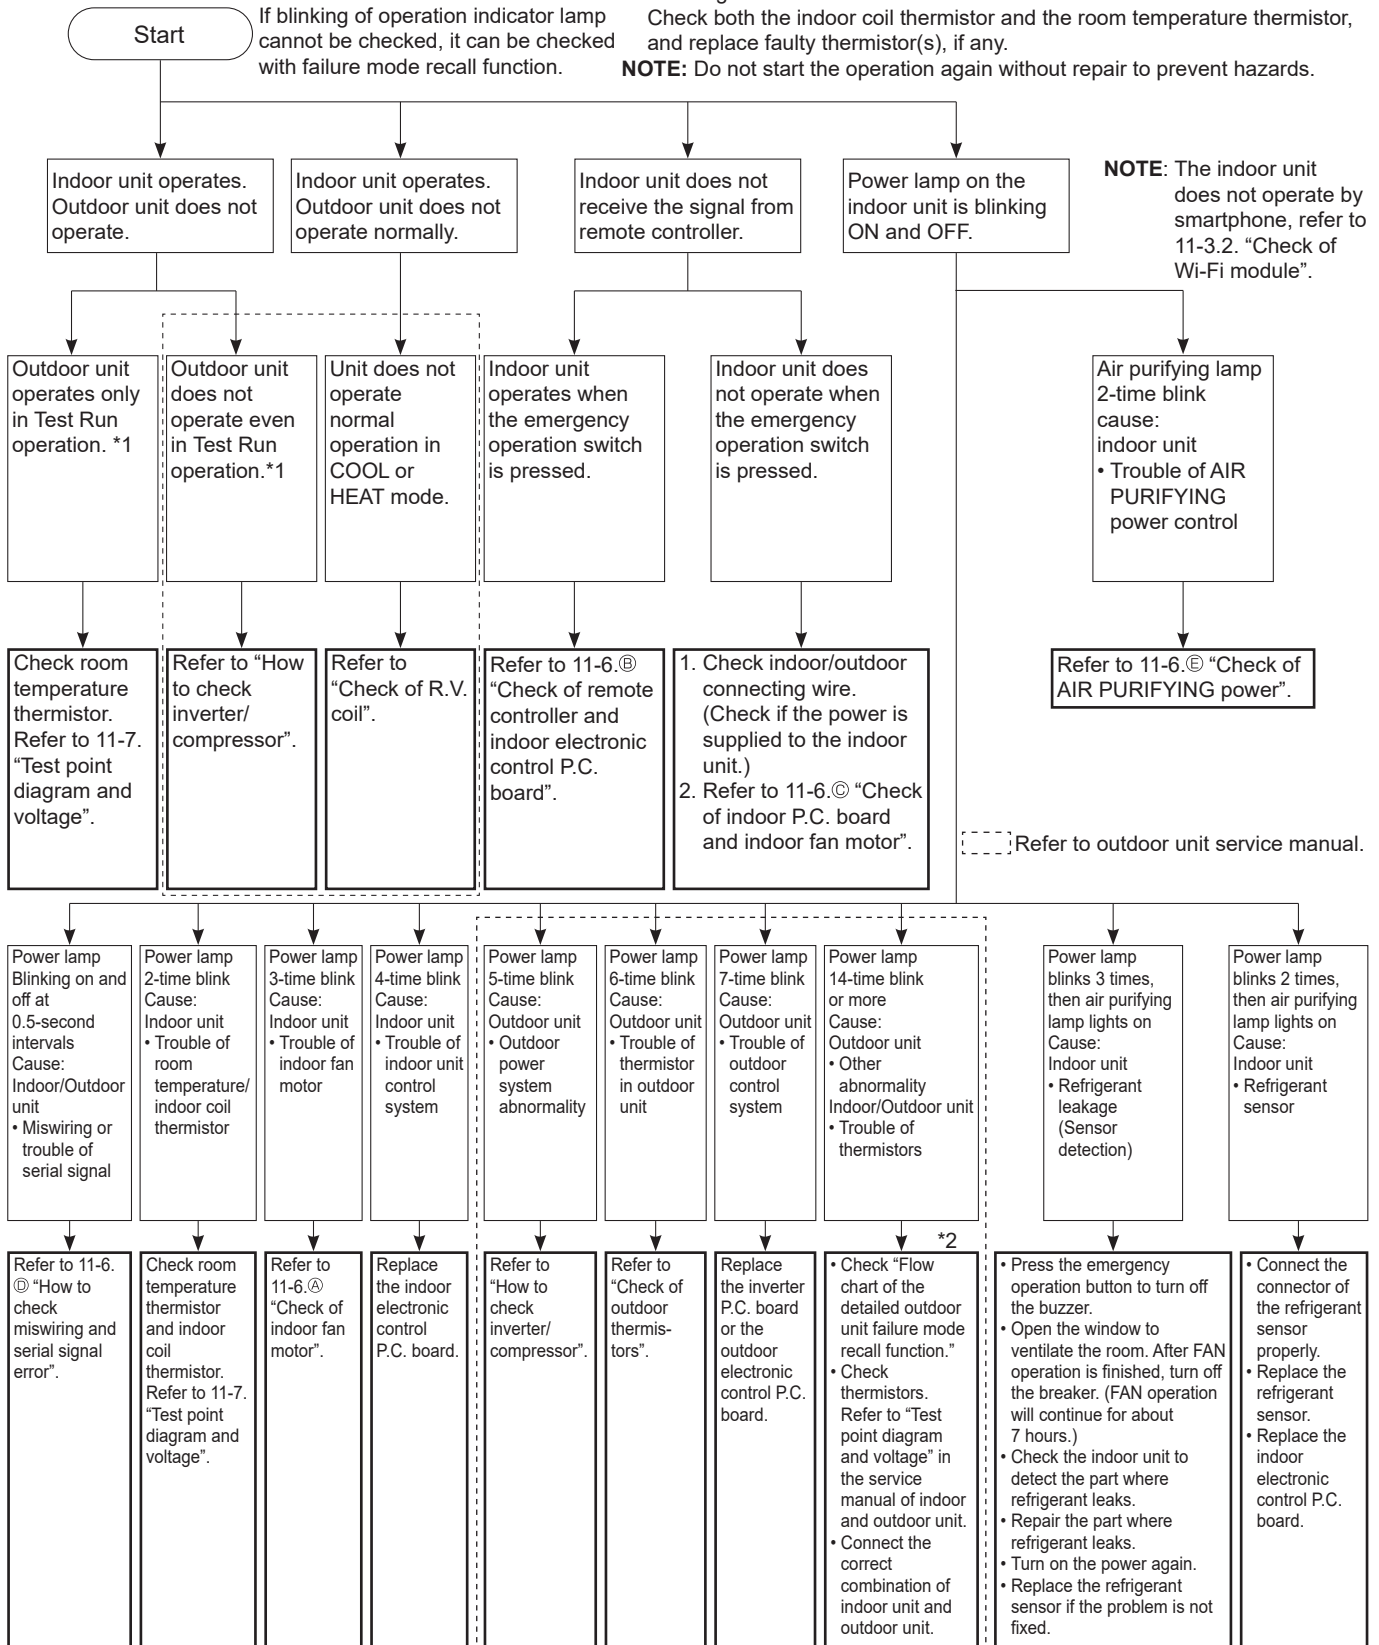 Start
If blinking of operation indicator lamp
cannot be checked, it can be checked
with failure mode recall function.
Check both the indoor coil thermistor and the room temperature thermistor,
and replace faulty thermistor(s), if any.
NOTE: Do not start the operation again without repair to prevent hazards.
Indoor unit operates.
Outdoor unit does not
operate.
Indoor unit operates.
Outdoor unit does not
operate normally.
Indoor unit does not
receive the signal from
remote controller.
Power lamp on the
indoor unit is blinking
ON and OFF.
NOTE: The indoor unit
does not operate by
smartphone, refer to
11-3.2. “Check of
Wi-Fi module”.
Outdoor unit
operates only
in Test Run
operation. *1
Outdoor unit
does not
operate even
in Test Run
operation.*1
Unit does not
operate
normal
operation in
COOL or
HEAT mode.
Indoor unit
operates when
the emergency
operation switch
is pressed.
Indoor unit does
not operate when
the emergency
operation switch
is pressed.
Air purifying lamp
2-time blink
cause:
indoor unit
• Trouble of AIR
PURIFYING
power control
Check room
temperature
thermistor.
Refer to 11-7.
“Test point
diagram and
voltage”.
Refer to “How
to check
inverter/
compressor”.
Refer to
“Check of R.V.
coil”.
Refer to 11-6.Ⓑ
“Check of remote
controller and
indoor electronic
control P.C.
board”.
1. Check indoor/outdoor
connecting wire.
(Check if the power is
supplied to the indoor
unit.)
2. Refer to 11-6.Ⓒ “Check
of indoor P.C. board
and indoor fan motor”.
Refer to 11-6.Ⓔ “Check of
AIR PURIFYING power”.
Refer to outdoor unit service manual.
Power lamp
Blinking on and
off at
0.5-second
intervals
Cause:
Indoor/Outdoor
unit
• Miswiring or
trouble of
serial signal
Power lamp
2-time blink
Cause:
Indoor unit
• Trouble of
room
temperature/
indoor coil
thermistor
Power lamp
3-time blink
Cause:
Indoor unit
• Trouble of
indoor fan
motor
Power lamp
4-time blink
Cause:
Indoor unit
• Trouble of
indoor unit
control
system
Power lamp
5-time blink
Cause:
Outdoor unit
• Outdoor
power
system
abnormality
Power lamp
6-time blink
Cause:
Outdoor unit
• Trouble of
thermistor
in outdoor
unit
Power lamp
7-time blink
Cause:
Outdoor unit
• Trouble of
outdoor
control
system
Power lamp
14-time blink
or more
Cause:
Outdoor unit
• Other
abnormality
Indoor/Outdoor unit
• Trouble of
thermistors
Power lamp
blinks 3 times,
then air purifying
lamp lights on
Cause:
Indoor unit
• Refrigerant
leakage
(Sensor
detection)
Power lamp
blinks 2 times,
then air purifying
lamp lights on
Cause:
Indoor unit
• Refrigerant
sensor
Refer to 11-6.
Ⓓ “How to
check
miswiring and
serial signal
error”.
Check room
temperature
thermistor
and indoor
coil
thermistor.
Refer to 11-7.
“Test point
diagram and
voltage”.
Refer to
11-6.Ⓐ
“Check of
indoor fan
motor”.
Replace
the indoor
electronic
control
P.C. board.
Refer to
“How to
check
inverter/
compressor”.
Refer to
“Check of
outdoor
thermis-
tors”.
Replace
the inverter
P.C. board
or the
outdoor
electronic
control P.C.
board.
*2
• Check “Flow
chart of the
detailed outdoor
unit failure mode
recall function.”
• Check
thermistors.
Refer to “Test
point diagram
and voltage” in
the service
manual of indoor
and outdoor unit.
• Connect the
correct
combination of
indoor unit and
outdoor unit.
• Press the emergency
operation button to turn off
the buzzer.
• Open the window to
ventilate the room. After FAN
operation is finished, turn off
the breaker. (FAN operation
will continue for about
7 hours.)
• Check the indoor unit to
detect the part where
refrigerant leaks.
• Repair the part where
refrigerant leaks.
• Turn on the power again.
• Replace the refrigerant
sensor if the problem is not
fixed.
• Connect the
connector of
the refrigerant
sensor
properly.
• Replace the
refrigerant
sensor.
• Replace the
indoor
electronic
control P.C.
board.